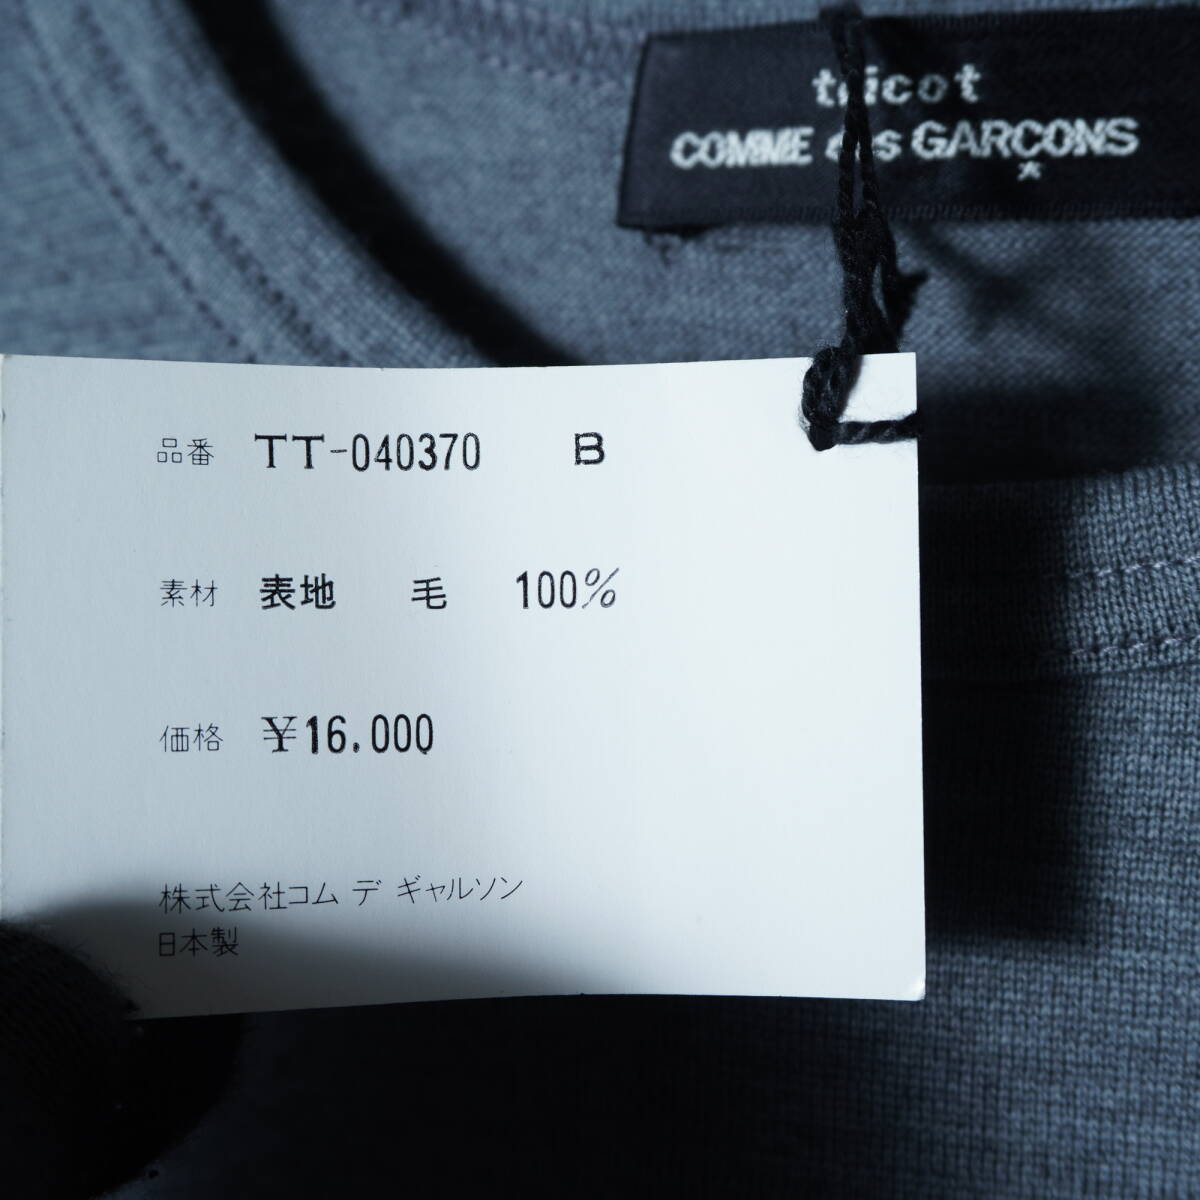 tricot
COMME des GARCONS
*
品番 TT-040370 B
素材 表地 毛 100%
価格 ¥16.000
株式会社コム デ ギャルソン
日本製